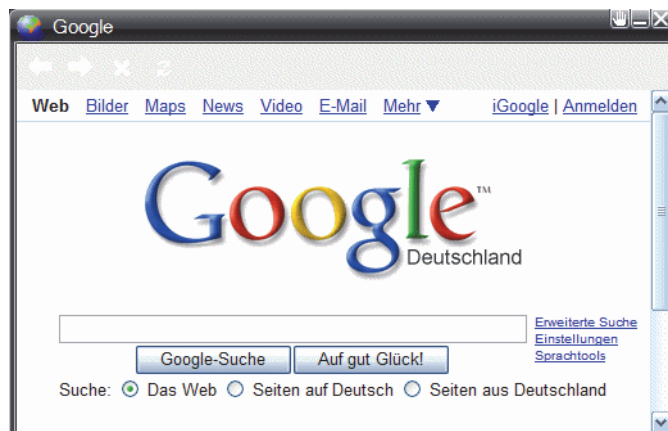 Google
Web Bilder Maps News Video E-Mail Mehr ▼ iGoogle | Anmelden
Google™
Deutschland
Erweiterte Suche
Einstellungen
Sprachtools
Google-Suche Auf gut Glück!
Suche: Das Web Seiten auf Deutsch Seiten aus Deutschland